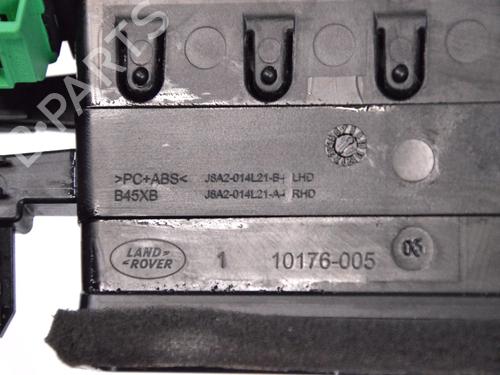 B-PARTS
>PC+ABS< J8A2-014L21-B- LHD
B45XB J8A2-014L21-A- RHD
LAND
ROVER
1 10176-005 05